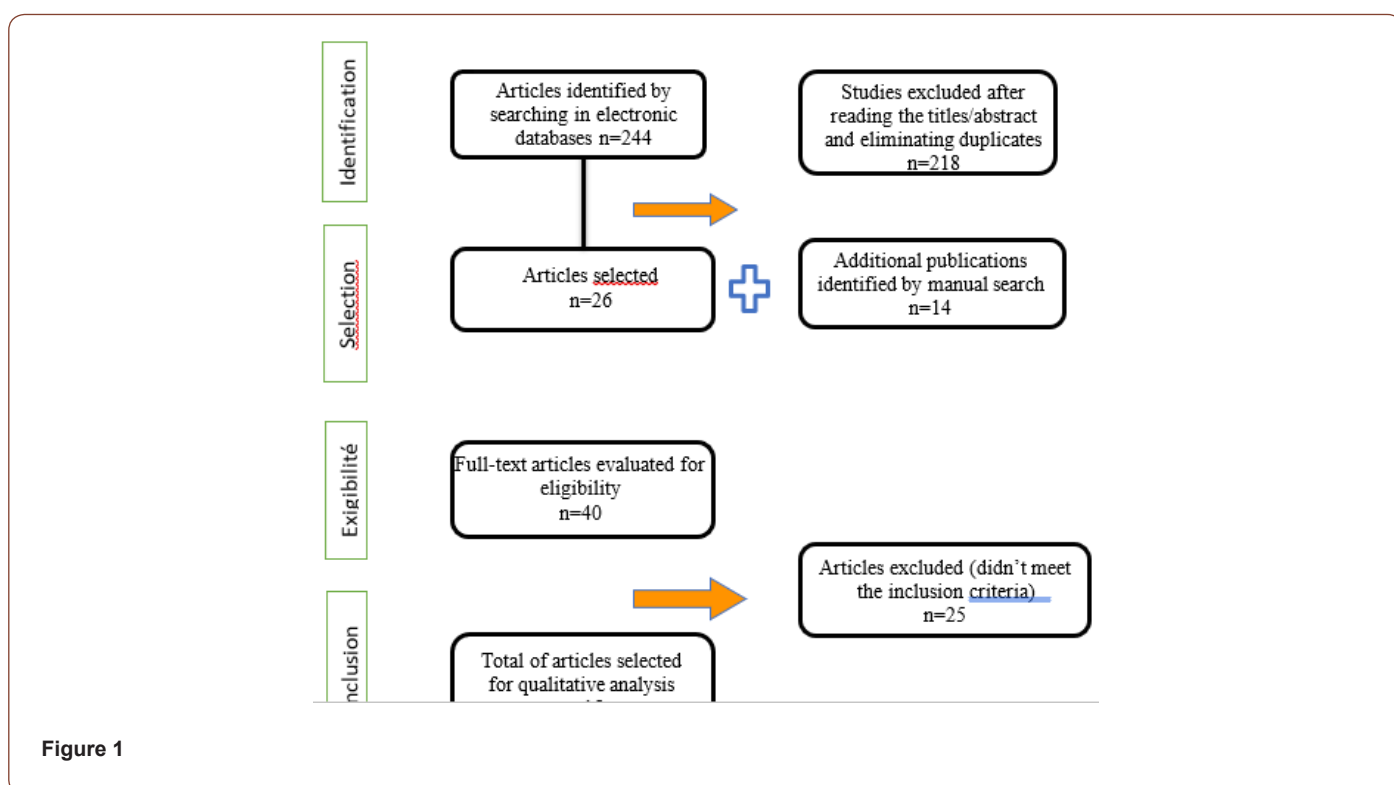 Identification
Articles identified by
searching in electronic
databases n=244
Studies excluded after
reading the titles/abstract
and eliminating duplicates
n=218
Selection
Articles selected
n=26
Additional publications
identified by manual search
n=14
Exigibilité
Full-text articles evaluated for
eligibility
n=40
Articles excluded (didn't meet
the inclusion criteria)
n=25
nclusion
Total of articles selected
for qualitative analysis
Figure 1